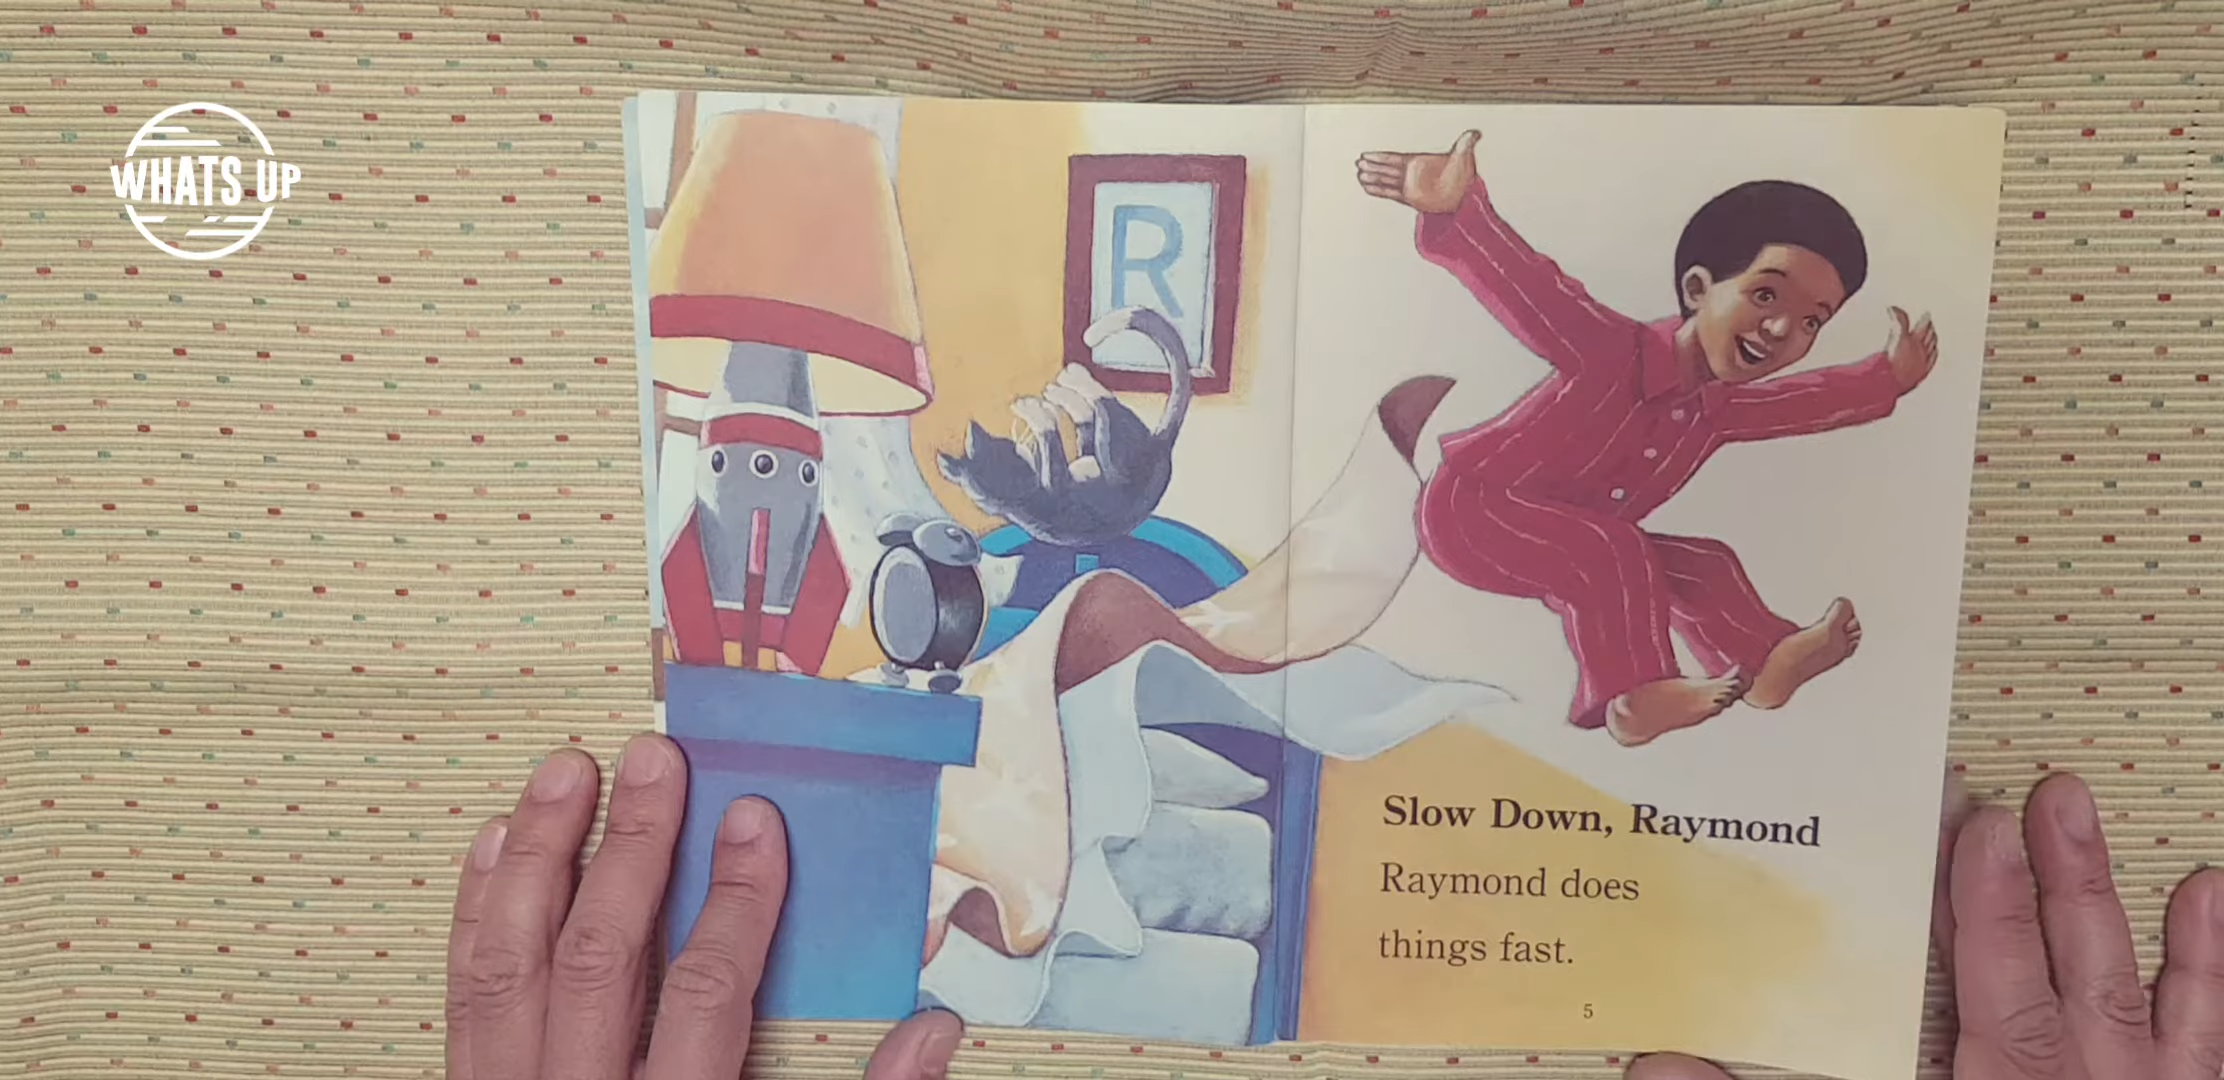 WHATS UP
R
Slow Down, Raymond
Raymond does
things fast.
5